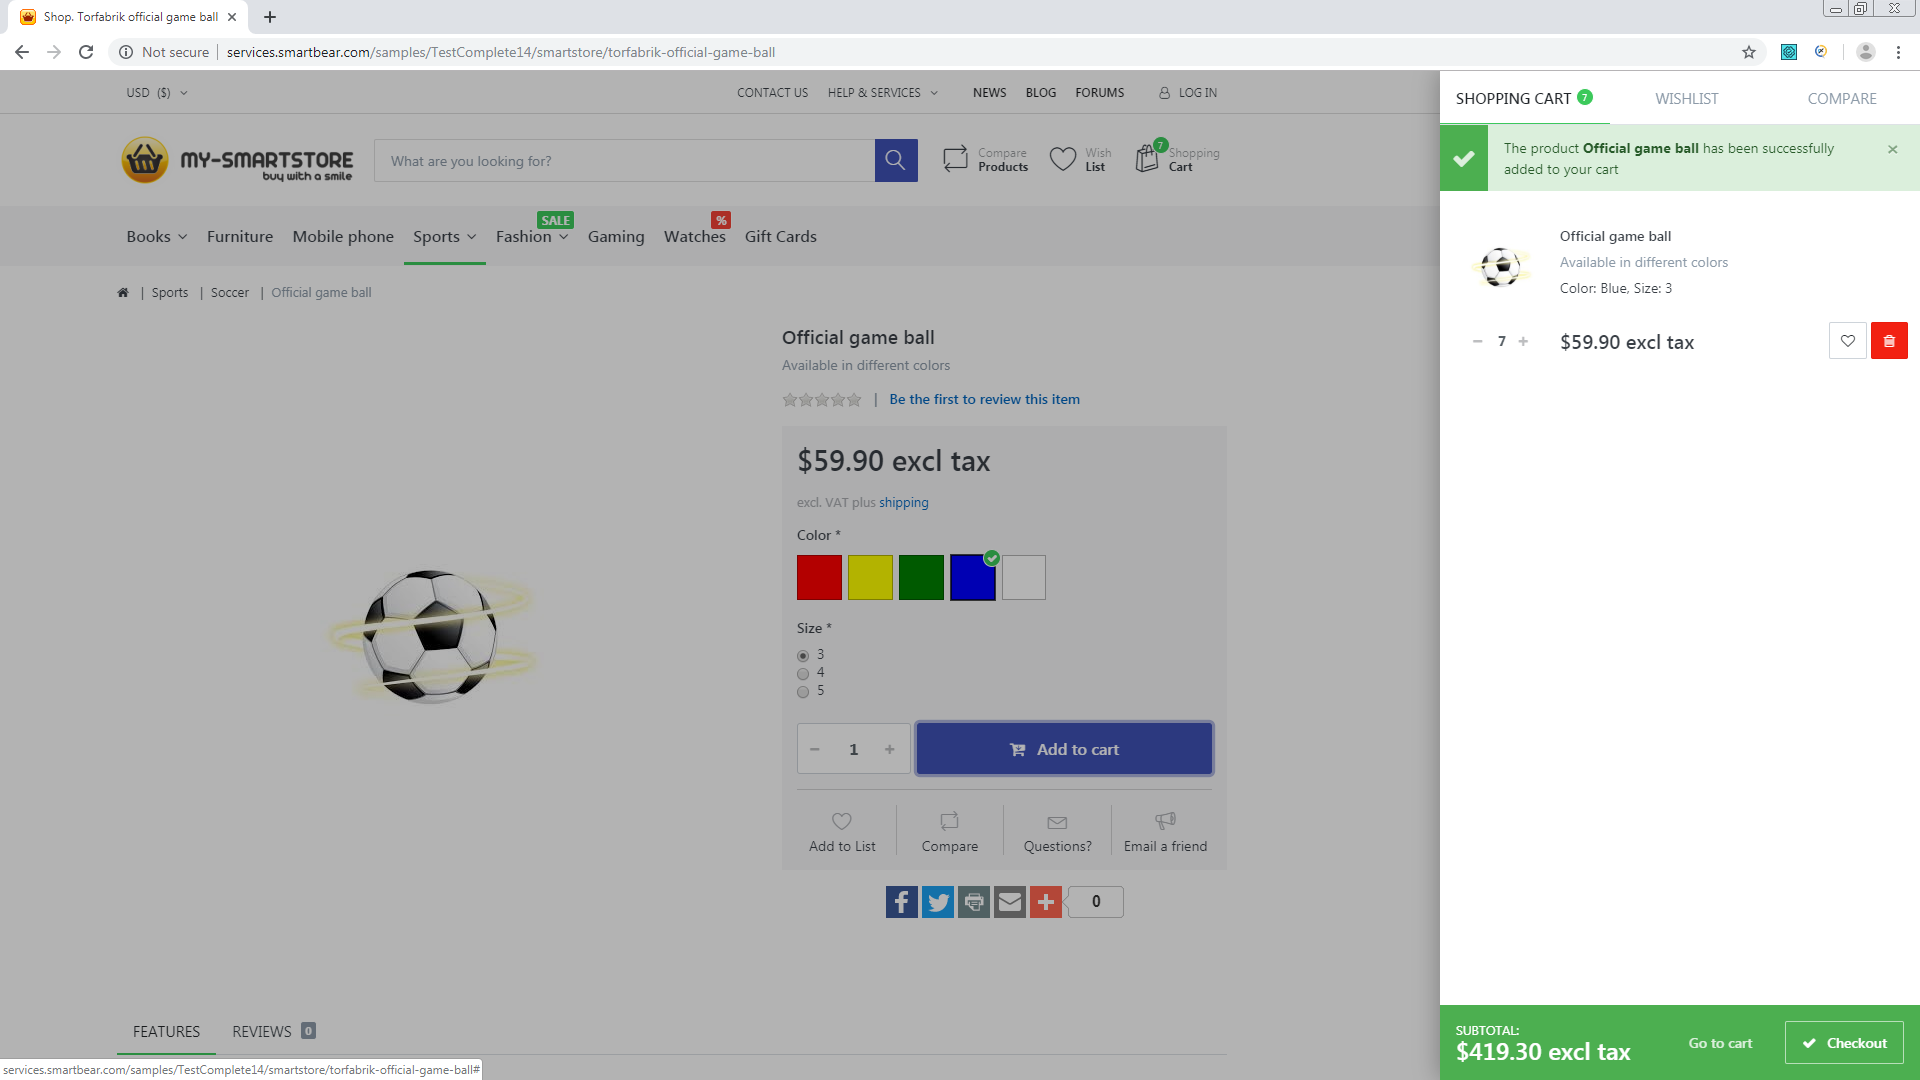 Shop. Torfabrik official game ball
Not secure
services.smartbear.com/samples/TestComplete14/smartstore/torfabrik-official-game-ball
USD ($)
CONTACT US
HELP & SERVICES
NEWS
BLOG
FORUMS
LOG IN
MY-SMARTSTORE
buy with a smile
What are you looking for?
Compare
Products
Wish
List
7
Shopping
Cart
Books
Furniture
Mobile phone
Sports
SALE
Fashion
Gaming
%
Watches
Gift Cards
| Sports | Soccer | Official game ball
Official game ball
Available in different colors
| Be the first to review this item
$59.90 excl tax
excl. VAT plus shipping
Color *
Size *
3
4
5
1
Add to cart
Add to List
Compare
Questions?
Email a friend
0
FEATURES
REVIEWS 0
services.smartbear.com/samples/TestComplete14/smartstore/torfabrik-official-game-ball#
SHOPPING CART 7
WISHLIST
COMPARE
The product Official game ball has been successfully
added to your cart
Official game ball
Available in different colors
Color: Blue, Size: 3
7
$59.90 excl tax
SUBTOTAL:
$419.30 excl tax
Go to cart
Checkout